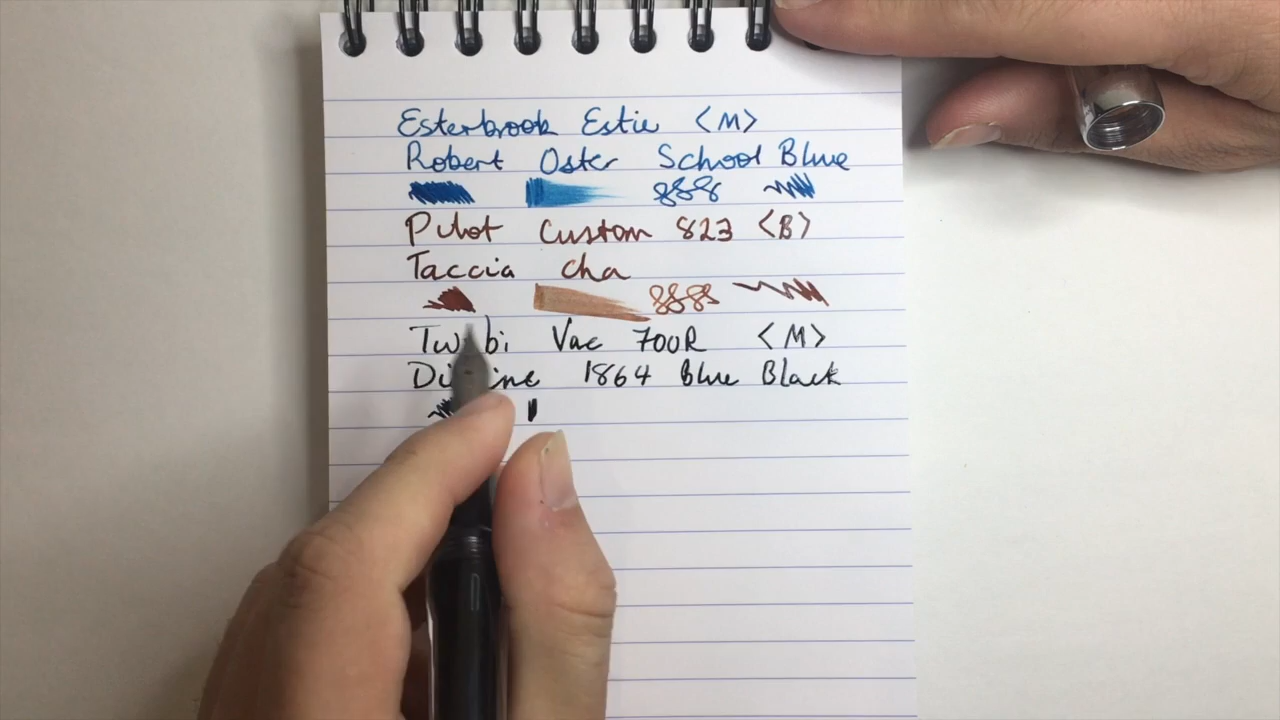 Esterbrook Estie <M>
Robert Oster School Blue
Pilot Custom 823 <B>
Taccia Cha
Vac 700R <M>
1864 Blue Black